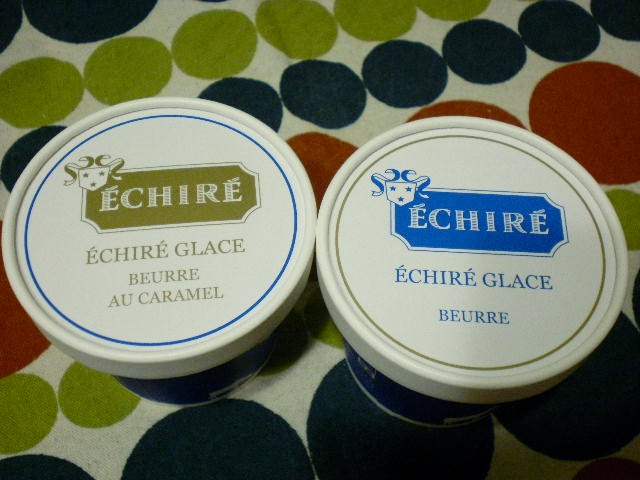 ÉCHIRÉ
ÉCHIRÉ GLACE
BEURRE
AU CARAMEL
ÉCHIRÉ
ÉCHIRÉ GLACE
BEURRE